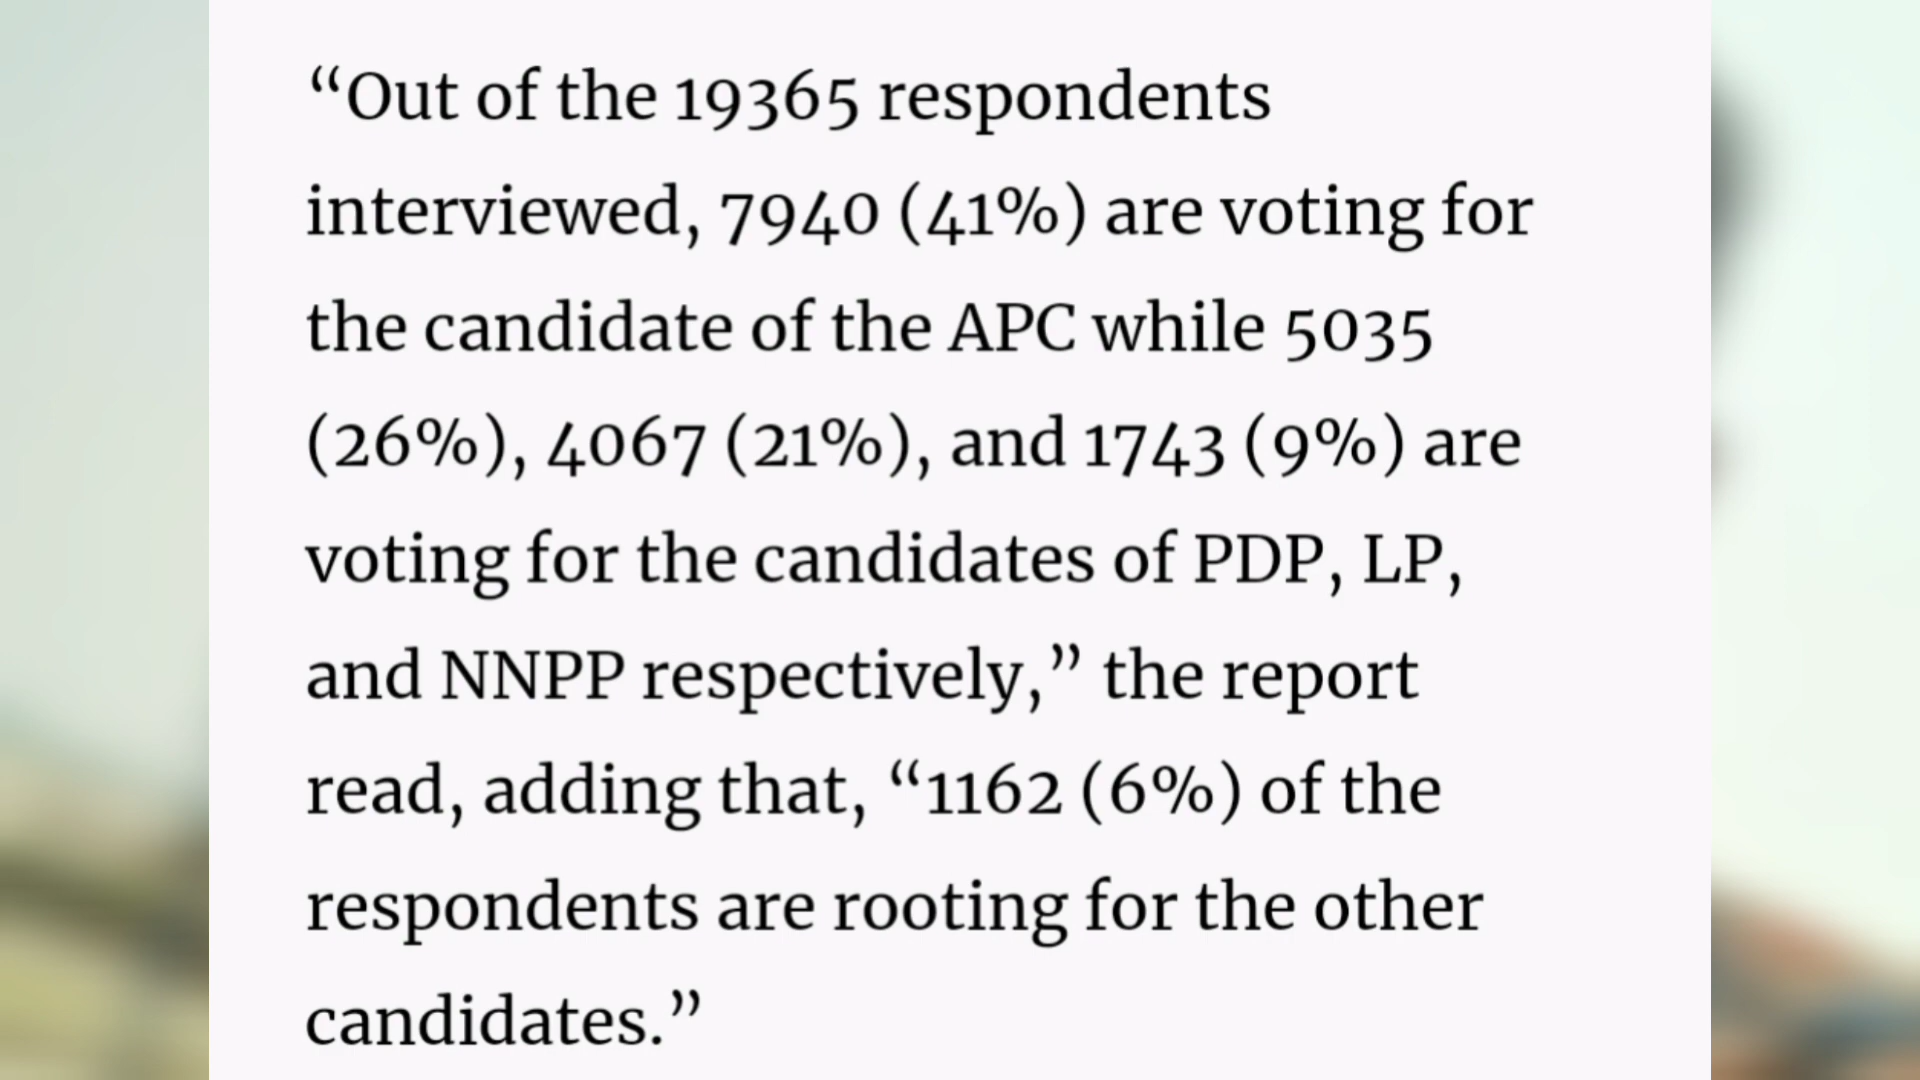 “Out of the 19365 respondents
interviewed, 7940 (41%) are voting for
the candidate of the APC while 5035
(26%), 4067 (21%), and 1743 (9%) are
voting for the candidates of PDP, LP,
and NNPP respectively,” the report
read, adding that, “1162 (6%) of the
respondents are rooting for the other
candidates.”